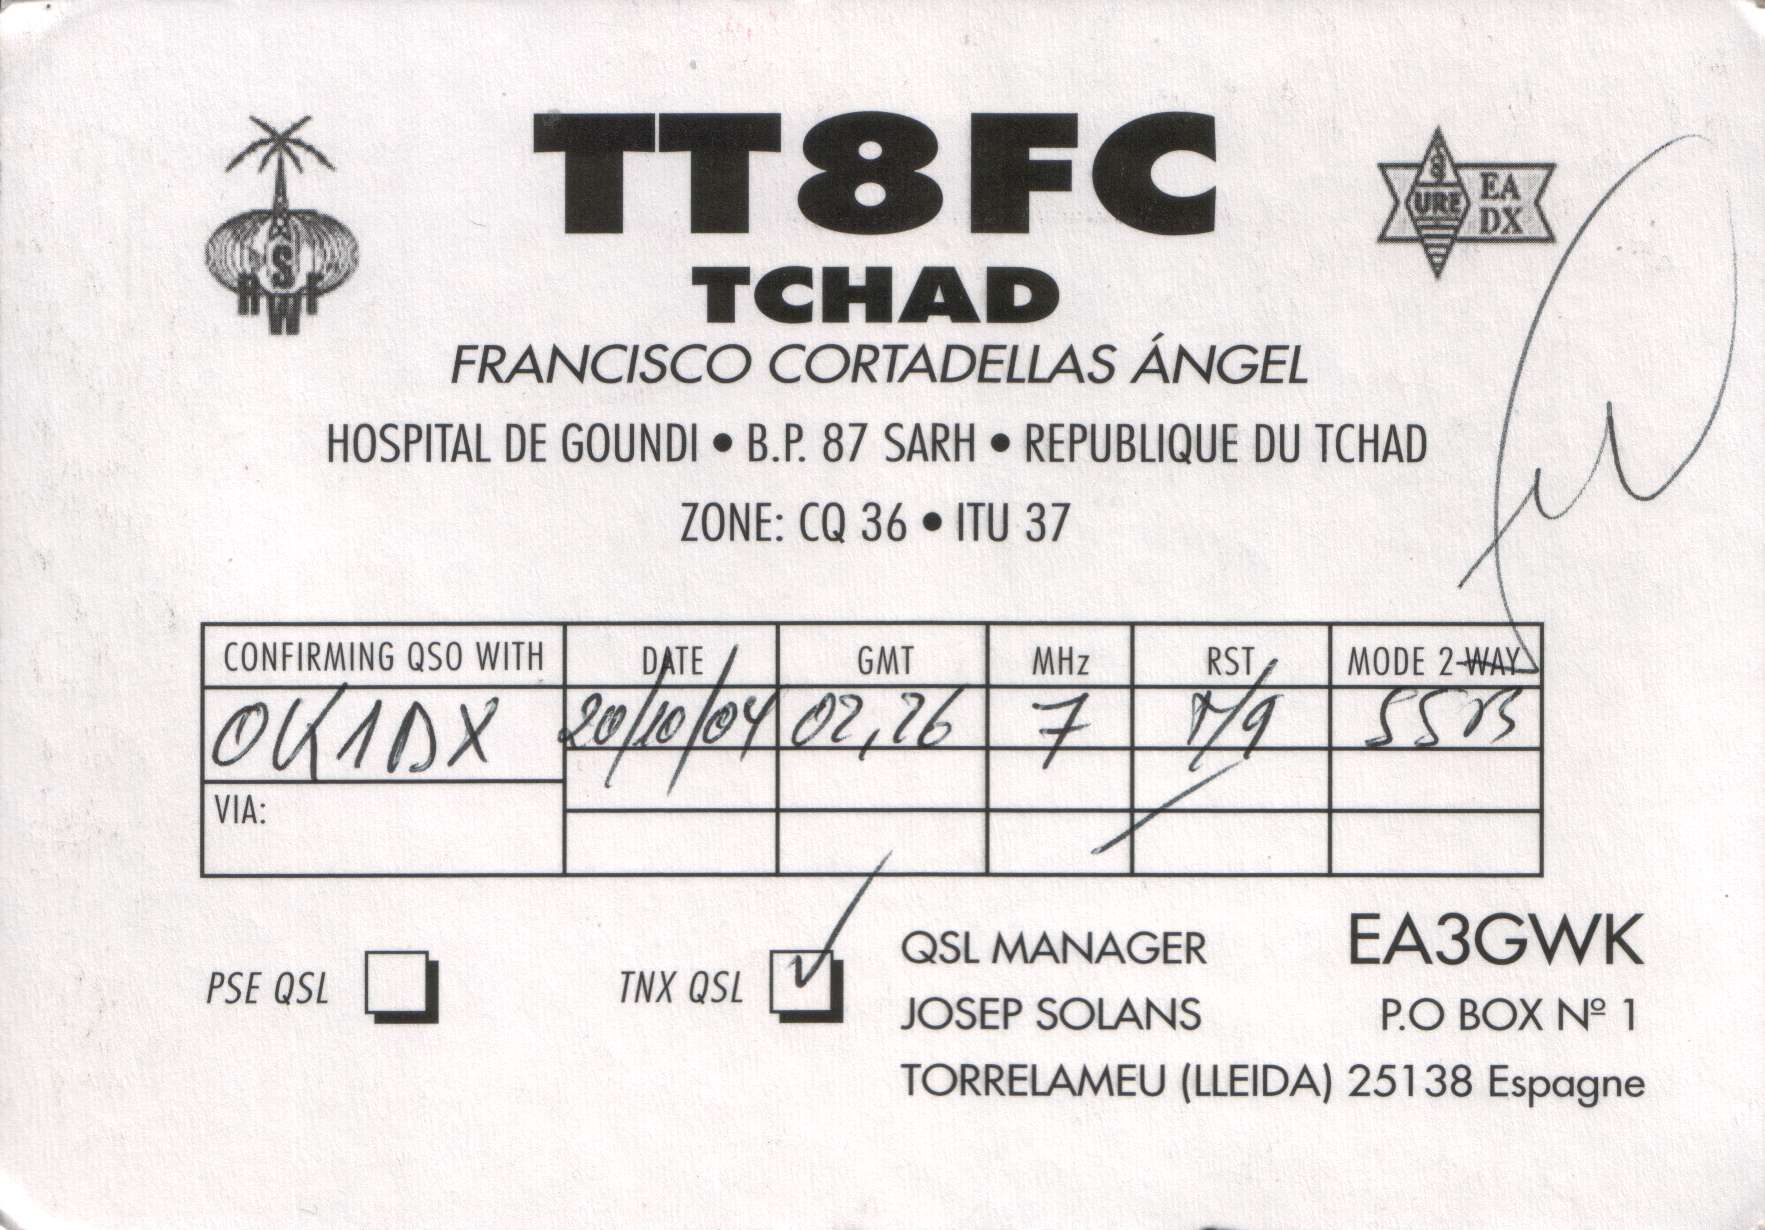 TT8FC
TCHAD
URE EA DX
S
WF
FRANCISCO CORTADELLAS ÁNGEL
HOSPITAL DE GOUNDI • B.P. 87 SARH • REPUBLIQUE DU TCHAD
ZONE: CQ 36 • ITU 37
CONFIRMING QSO WITH DATE GMT MHz RST MODE 2-WAY
OK1DX 20/10/04 02,26 7 5/9 SSB
VIA:
PSE QSL TNX QSL
QSL MANAGER EA3GWK
JOSEP SOLANS P.O BOX Nº 1
TORRELAMEU (LLEIDA) 25138 Espagne